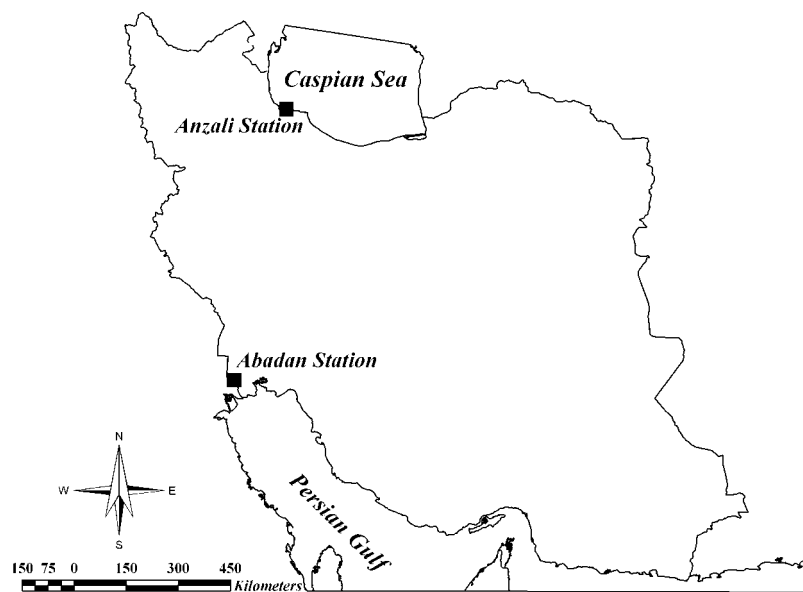 Caspian Sea
Anzali Station
Abadan Station
Persian Gulf
N
W E
S
150 75 0 150 300 450
Kilometers